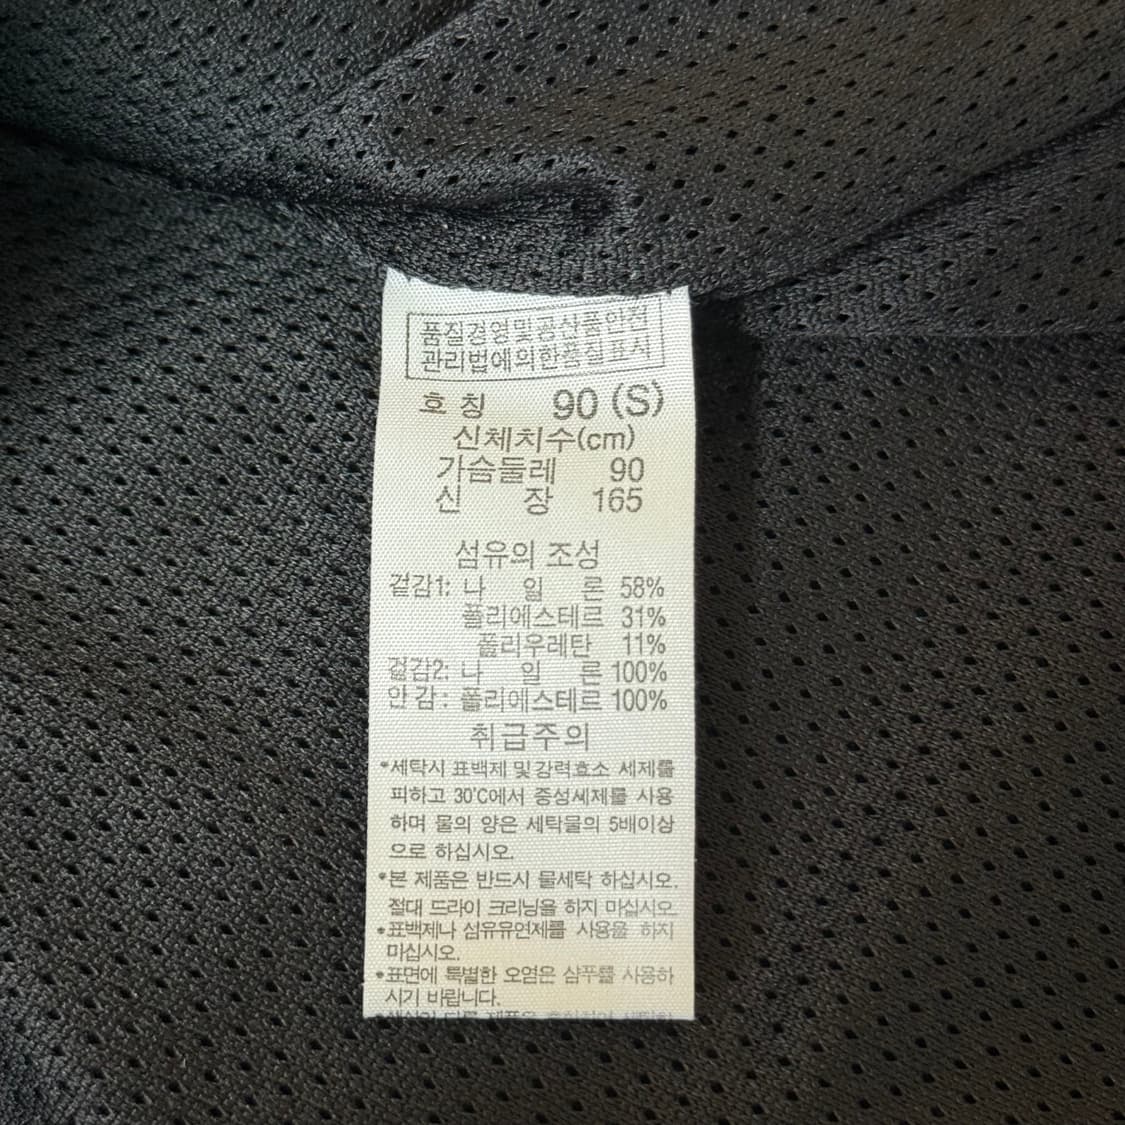 품질경영및공산품안전
관리법에의한품질표시
호 칭 90 (S)
신체치수(cm)
가슴둘레 90
신 장 165
섬유의 조성
겉감1: 나 일 론 58%
폴리에스테르 31%
폴리우레탄 11%
겉감2: 나 일 론 100%
안 감 : 폴리에스테르 100%
취급주의
*세탁시 표백제 및 강력효소 세제를
피하고 30℃에서 중성세제를 사용
하며 물의 양은 세탁물의 5배이상
으로 하십시오.
*본 제품은 반드시 물세탁 하십시오.
절대 드라이 크리닝을 하지 마십시오
*표백제나 섬유유연제를 사용을 하지
마십시오.
*표면에 특별한 오염은 샴푸를 사용하
시기 바랍니다.